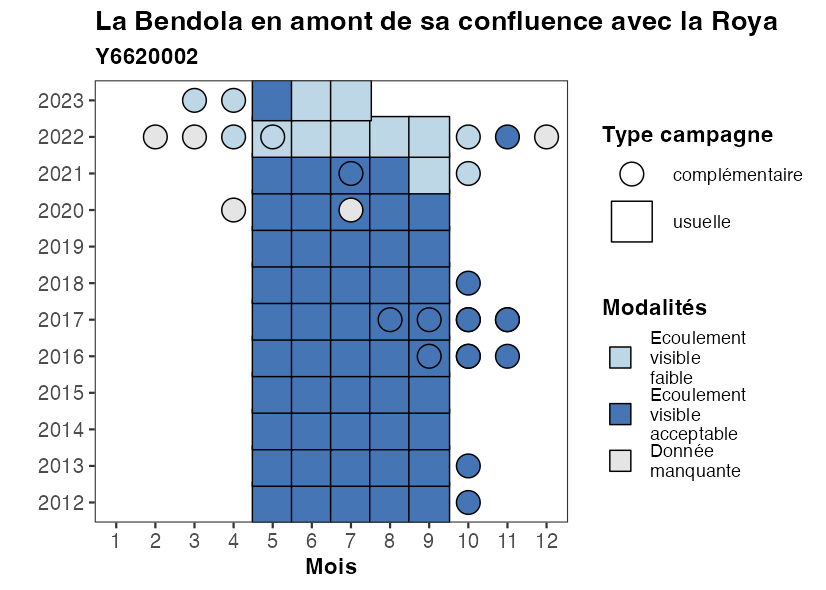 La Bendola en amont de sa confluence avec la Roya
Y6620002
2023
2022
2021
2020
2019
2018
2017
2016
2015
2014
2013
2012
1 2 3 4 5 6 7 8 9 10 11 12
Mois
Type campagne
complémentaire
usuelle
Modalités
Ecoulement
visible
faible
Ecoulement
visible
acceptable
Donnée
manquante